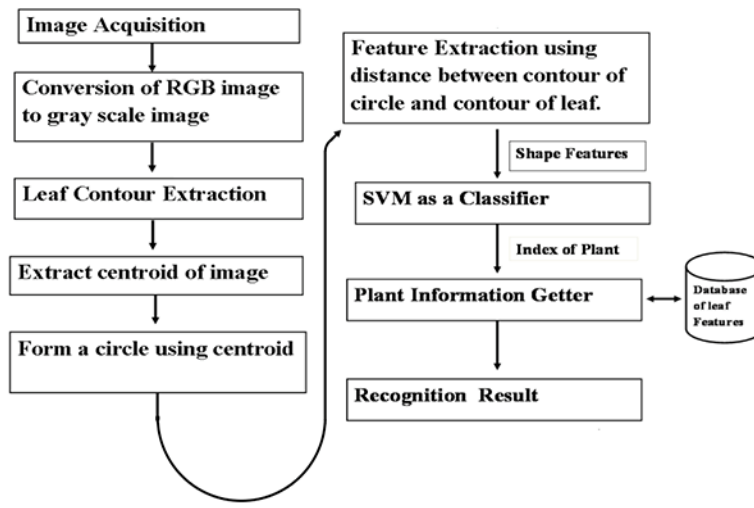 Image Acquisition
Conversion of RGB image
to gray scale image
Leaf Contour Extraction
Extract centroid of image
Form a circle using centroid
Feature Extraction using
distance between contour of
circle and contour of leaf.
Shape Features
SVM as a Classifier
Index of Plant
Plant Information Getter
Database
of leaf
Features
Recognition Result